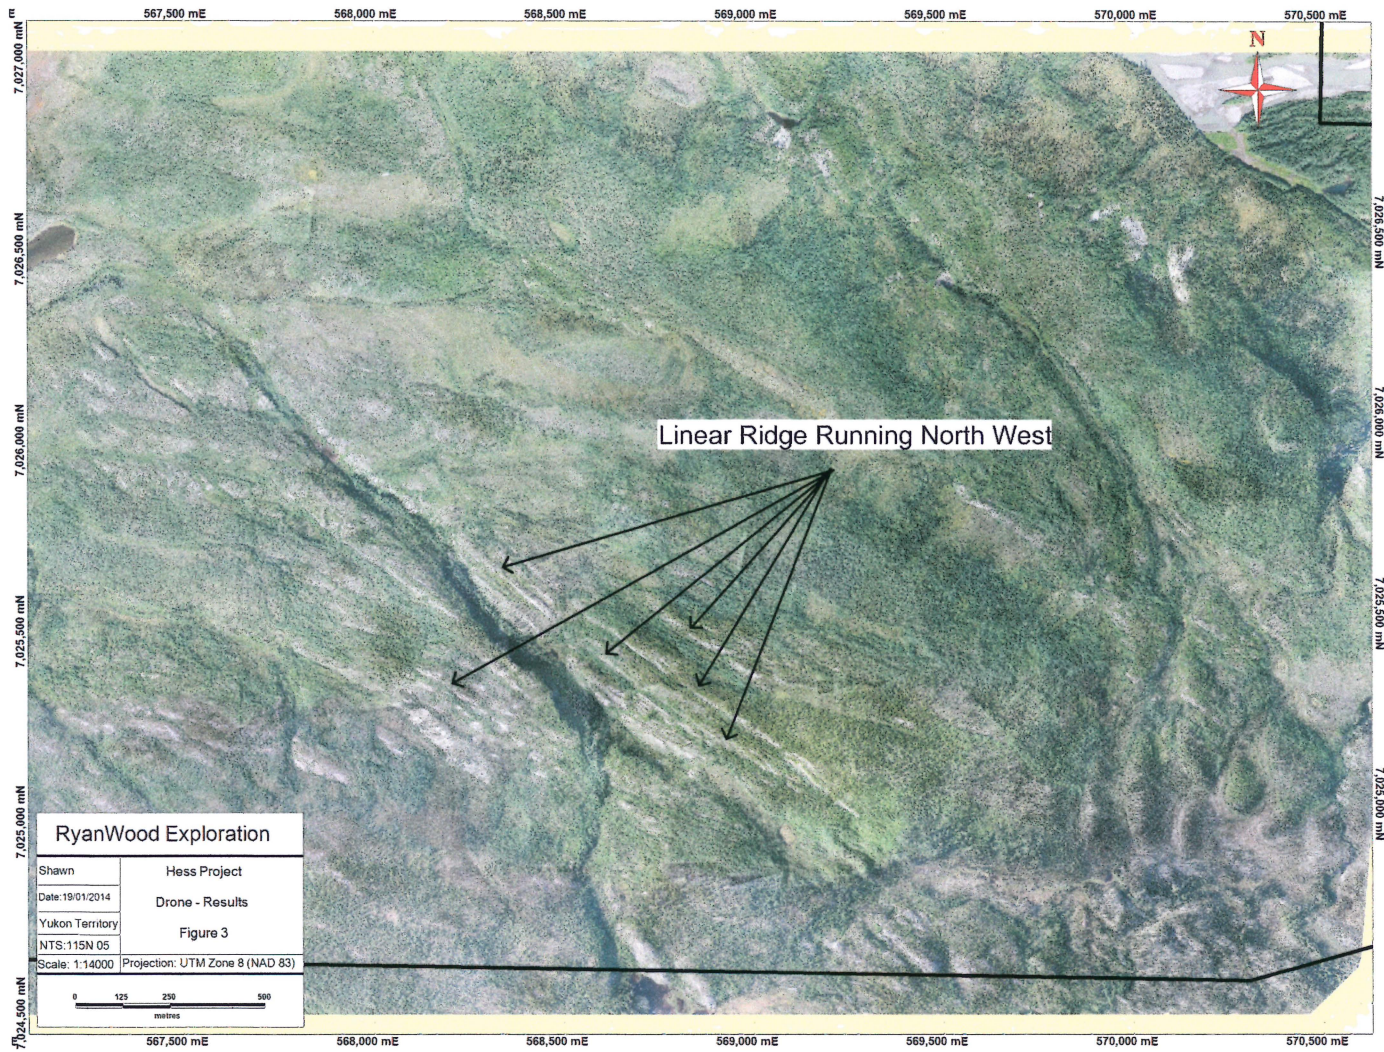 E 567,500 mE 568,000 mE 568,500 mE 569,000 mE 569,500 mE 570,000 mE 570,500 mE
N
7,027,000 mN
7,026,500 mN
7,026,000 mN
7,025,500 mN
7,025,000 mN
7,024,500 mN
7,026,500 mN
7,026,000 mN
7,025,500 mN
7,025,000 mN
Linear Ridge Running North West
RyanWood Exploration
Shawn
Date:19/01/2014
Yukon Territory
NTS:115N 05
Scale: 1:14000
Hess Project
Drone - Results
Figure 3
Projection: UTM Zone 8 (NAD 83)
0 125 250 500
metres
567,500 mE 568,000 mE 568,500 mE 569,000 mE 569,500 mE 570,000 mE 570,500 mE